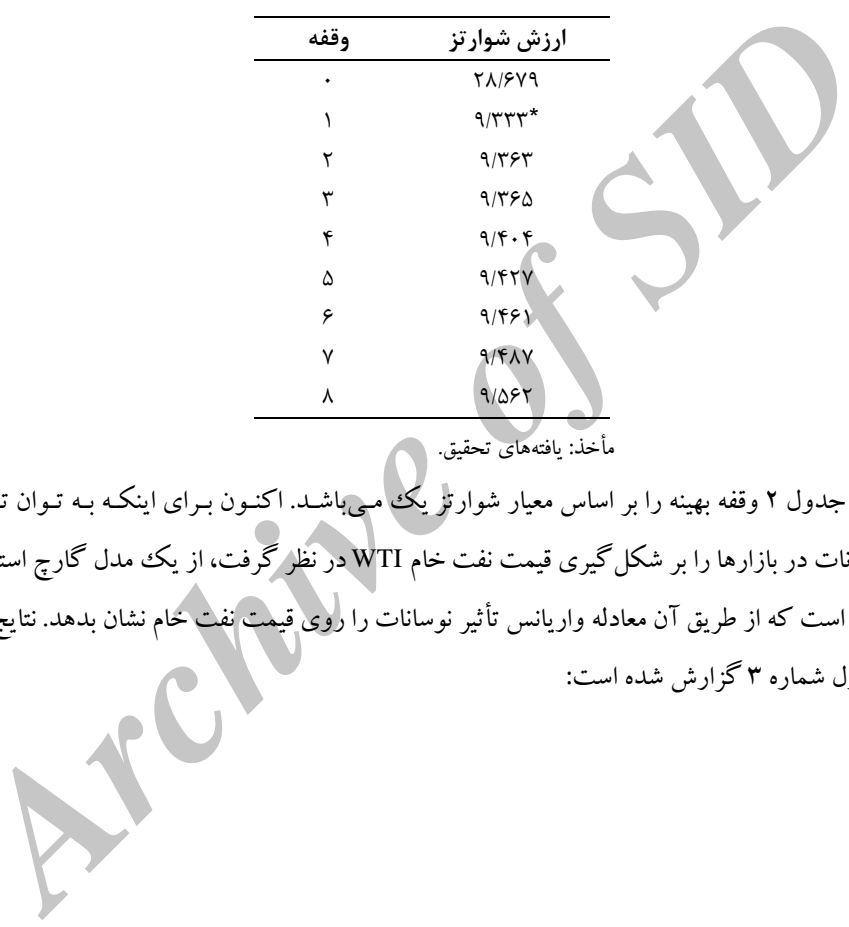 وقفه ارزش شوارتز
۰ ۲۸/۶۷۹
۱ ۹/۳۳۳*
۲ ۹/۳۶۳
۳ ۹/۳۶۵
۴ ۹/۴۰۴
۵ ۹/۴۲۷
۶ ۹/۴۶۱
۷ ۹/۴۸۷
۸ ۹/۵۶۲
مأخذ: یافته‌های تحقیق.
جدول ۲ وقفه بهینه را بر اساس معیار شوارتز یک می‌باشد. اکنون برای اینکه به توان
در بازارها را بر شکل‌گیری قیمت نفت خام WTI در نظر گرفت، از یک مدل گارچ
است که از طریق آن معادله واریانس تأثیر نوسانات را روی قیمت نفت خام نشان بدهد. نتایج
شماره ۳ گزارش شده است:
Archive of SID